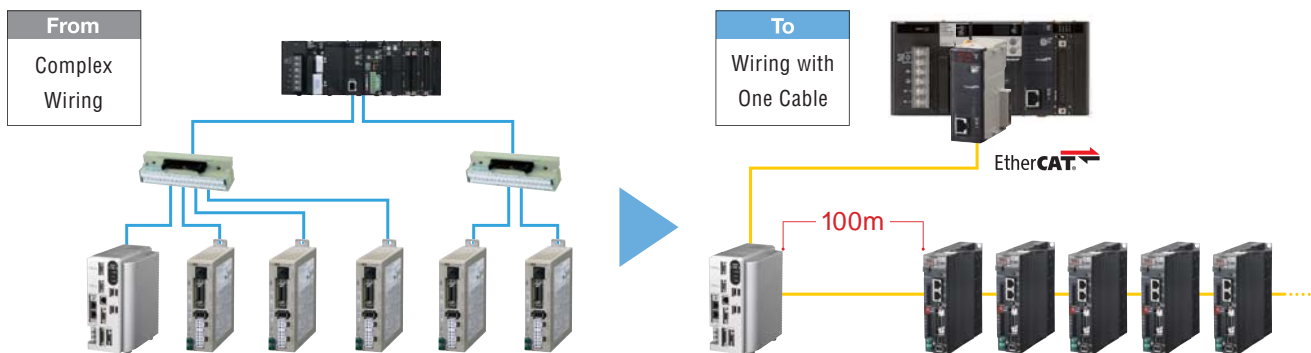 From
Complex
Wiring
To
Wiring with
One Cable
EtherCAT®
100m